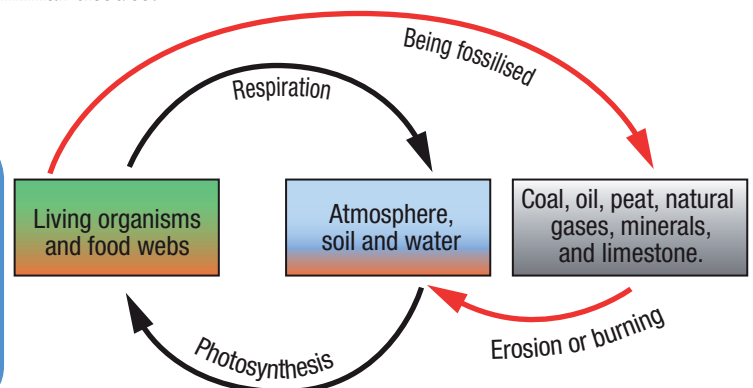 Being fossilised
Respiration
Living organisms
and food webs
Atmosphere,
soil and water
Coal, oil, peat, natural
gases, minerals,
and limestone.
Photosynthesis
Erosion or burning